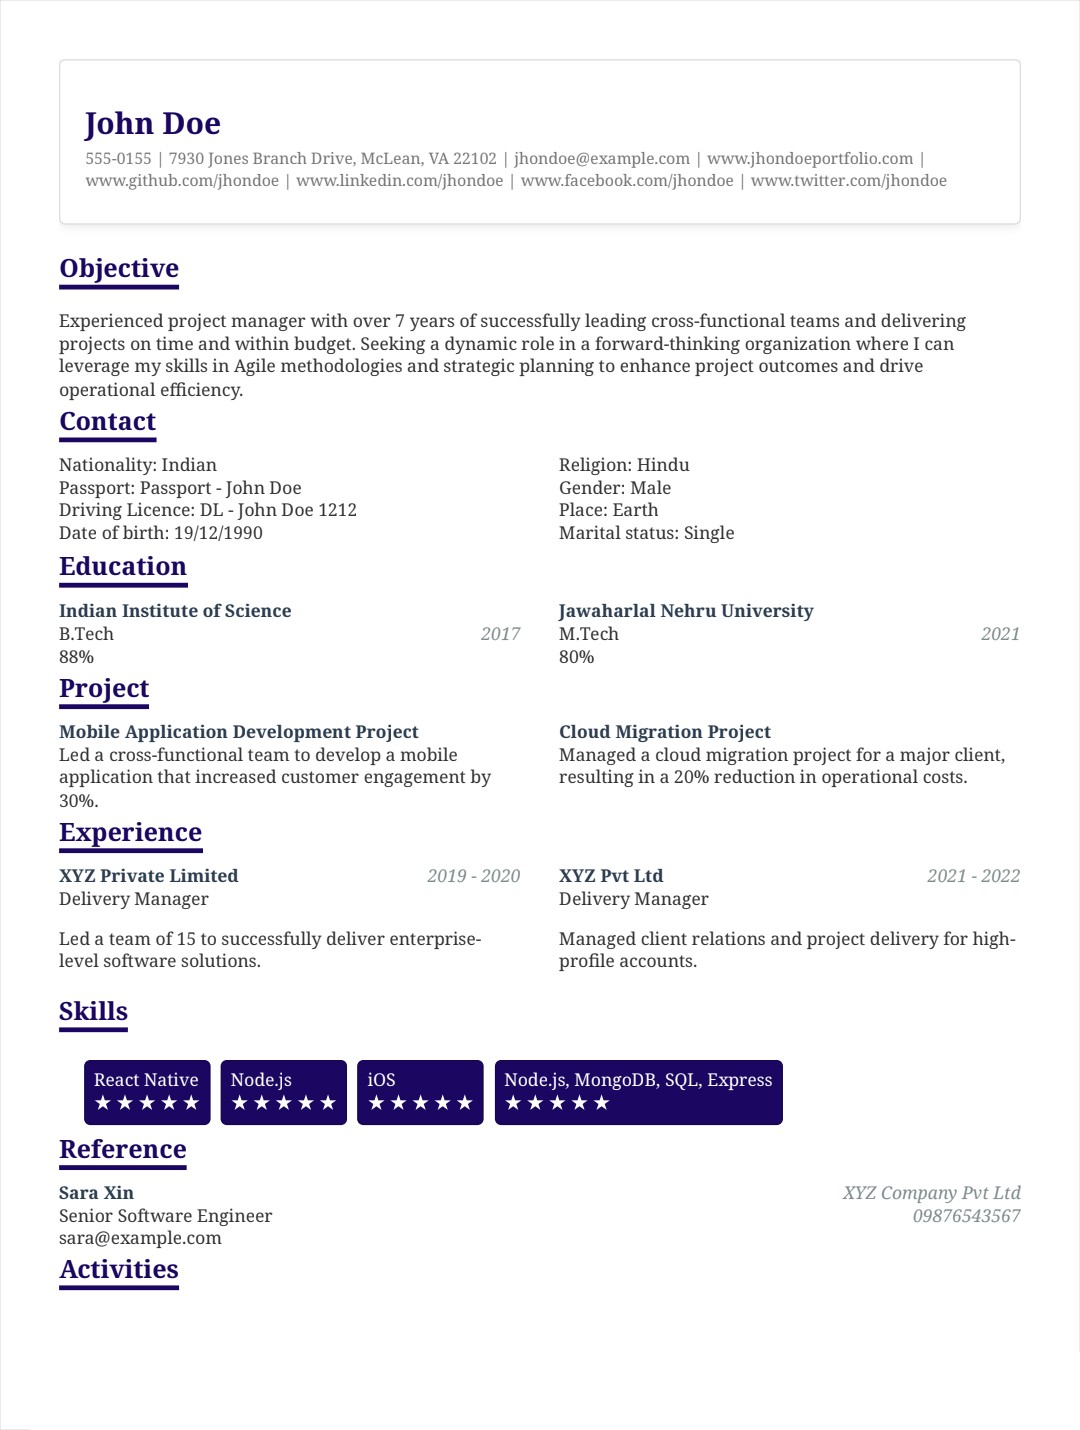 John Doe
555-0155 | 7930 Jones Branch Drive, McLean, VA 22102 | jhondoe@example.com | www.jhondoeportfolio.com |
www.github.com/jhondoe | www.linkedin.com/jhondoe | www.facebook.com/jhondoe | www.twitter.com/jhondoe
Objective
Experienced project manager with over 7 years of successfully leading cross-functional teams and delivering
projects on time and within budget. Seeking a dynamic role in a forward-thinking organization where I can
leverage my skills in Agile methodologies and strategic planning to enhance project outcomes and drive
operational efficiency.
Contact
Nationality: Indian
Passport: Passport - John Doe
Driving Licence: DL - John Doe 1212
Date of birth: 19/12/1990
Religion: Hindu
Gender: Male
Place: Earth
Marital status: Single
Education
Indian Institute of Science
B.Tech 2017
88%
Jawaharlal Nehru University
M.Tech 2021
80%
Project
Mobile Application Development Project
Led a cross-functional team to develop a mobile
application that increased customer engagement by
30%.
Cloud Migration Project
Managed a cloud migration project for a major client,
resulting in a 20% reduction in operational costs.
Experience
XYZ Private Limited 2019 - 2020
Delivery Manager
Led a team of 15 to successfully deliver enterprise-
level software solutions.
XYZ Pvt Ltd 2021 - 2022
Delivery Manager
Managed client relations and project delivery for high-
profile accounts.
Skills
React Native
★★★★★
Node.js
★★★★★
iOS
★★★★★
Node.js, MongoDB, SQL, Express
★★★★★
Reference
Sara Xin XYZ Company Pvt Ltd
Senior Software Engineer 09876543567
sara@example.com
Activities